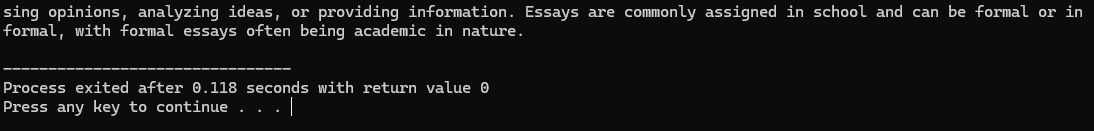 sing opinions, analyzing ideas, or providing information. Essays are commonly assigned in school and can be formal or in
formal, with formal essays often being academic in nature.
--------------------------------
Process exited after 0.118 seconds with return value 0
Press any key to continue . . .